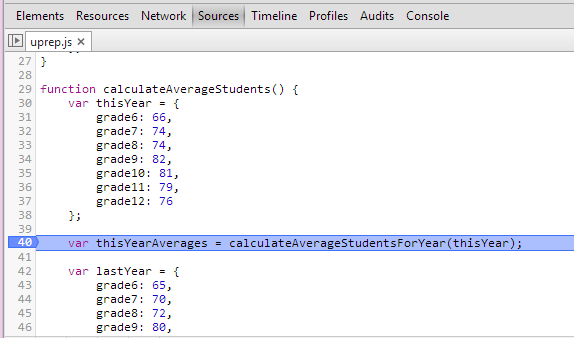 Elements Resources Network Sources Timeline Profiles Audits Console
uprep.js ×
27 }
28
29 function calculateAverageStudents() {
30 var thisYear = {
31 grade6: 66,
32 grade7: 74,
33 grade8: 74,
34 grade9: 82,
35 grade10: 81,
36 grade11: 79,
37 grade12: 76
38 };
39
40 var thisYearAverages = calculateAverageStudentsForYear(thisYear);
41
42 var lastYear = {
43 grade6: 65,
44 grade7: 70,
45 grade8: 72,
46 grade9: 80,